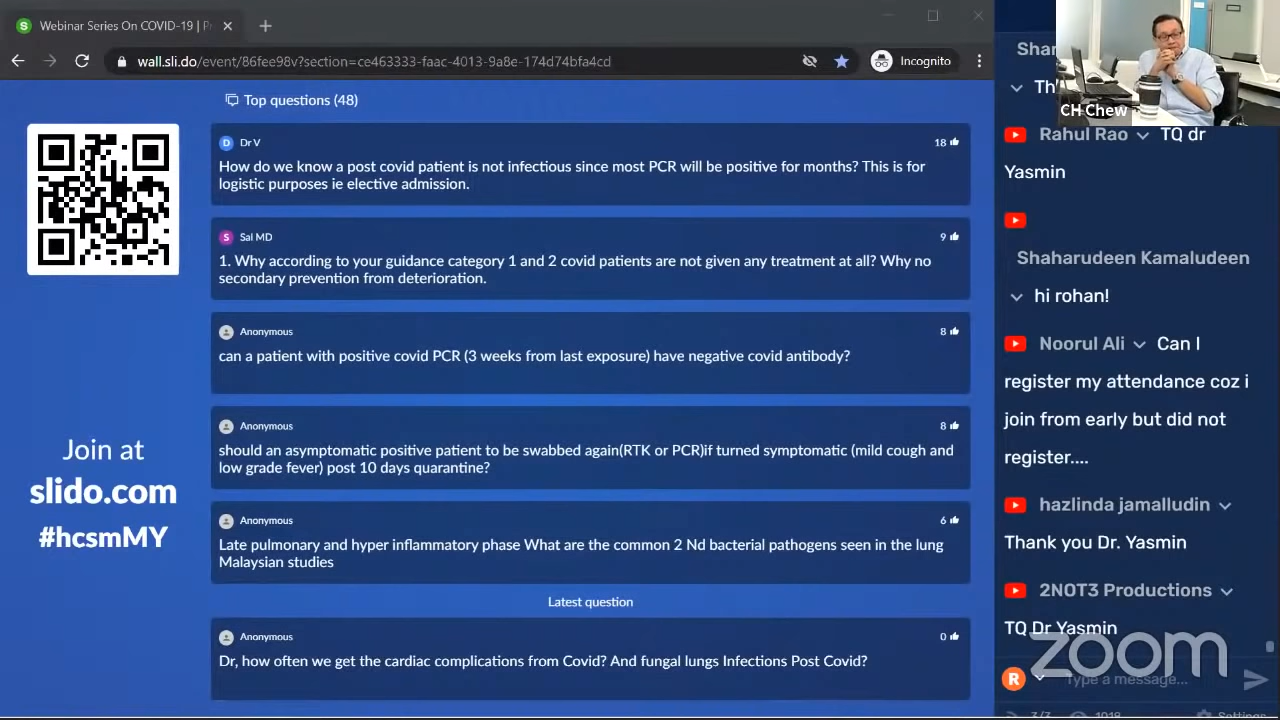 Webinar Series On COVID-19 | Pr
wall.sli.do/event/86fee98v?section=ce463333-faac-4013-9a8e-174d74bfa4cd
Incognito
Top questions (48)
Dr V
18
How do we know a post covid patient is not infectious since most PCR will be positive for months? This is for
logistic purposes ie elective admission.
S
Sal MD
9
1. Why according to your guidance category 1 and 2 covid patients are not given any treatment at all? Why no
secondary prevention from deterioration.
Anonymous
8
can a patient with positive covid PCR (3 weeks from last exposure) have negative covid antibody?
Anonymous
8
should an asymptomatic positive patient to be swabbed again(RTK or PCR)if turned symptomatic (mild cough and
low grade fever) post 10 days quarantine?
Anonymous
6
Late pulmonary and hyper inflammatory phase What are the common 2 Nd bacterial pathogens seen in the lung
Malaysian studies
Latest question
Anonymous
0
Dr, how often we get the cardiac complications from Covid? And fungal lungs Infections Post Covid?
Join at
slido.com
#hcsmMY
CH Chew
Rahul Rao TQ dr
Yasmin
Shaharudeen Kamaludeen
hi rohan!
Noorul Ali Can I
register my attendance coz i
join from early but did not
register....
hazlinda jamalludin
Thank you Dr. Yasmin
2NOT3 Productions
TQ Dr Yasmin
zoom
R
Type a message...